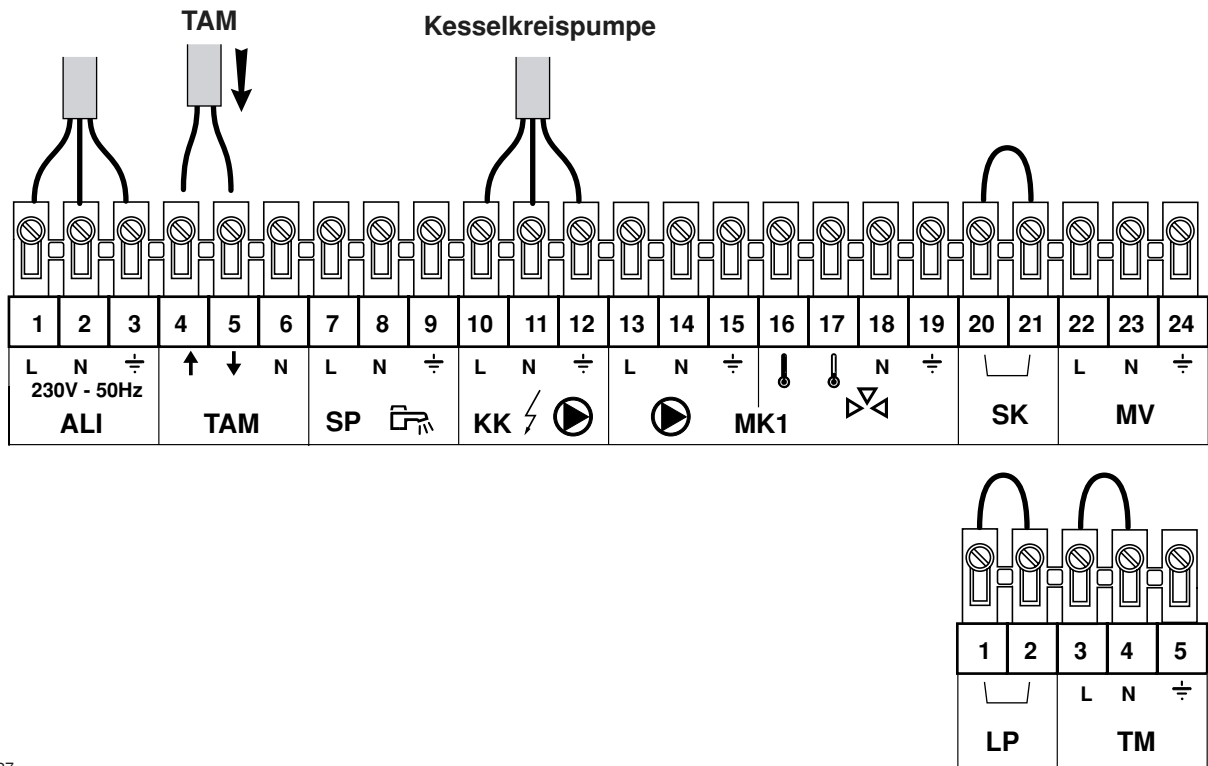 TAM
Kesselkreispumpe
1 2 3 4 5 6 7 8 9 10 11 12 13 14 15 16 17 18 19 20 21 22 23 24
L N ↑ ↓ N L N L N L N N L N
230V - 50Hz
ALI TAM SP KK MK1 SK MV
1 2 3 4 5
L N
LP TM